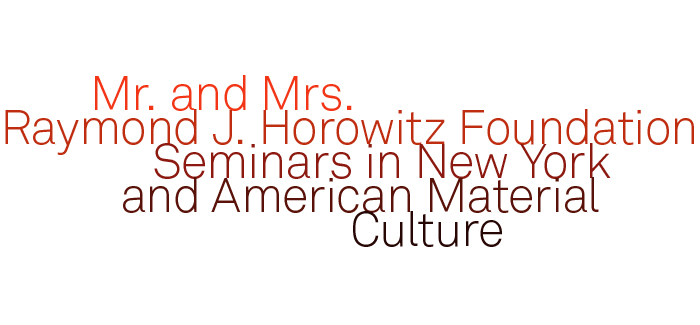 Mr. and Mrs.
Raymond J. Horowitz Foundation
Seminars in New York
and American Material
Culture